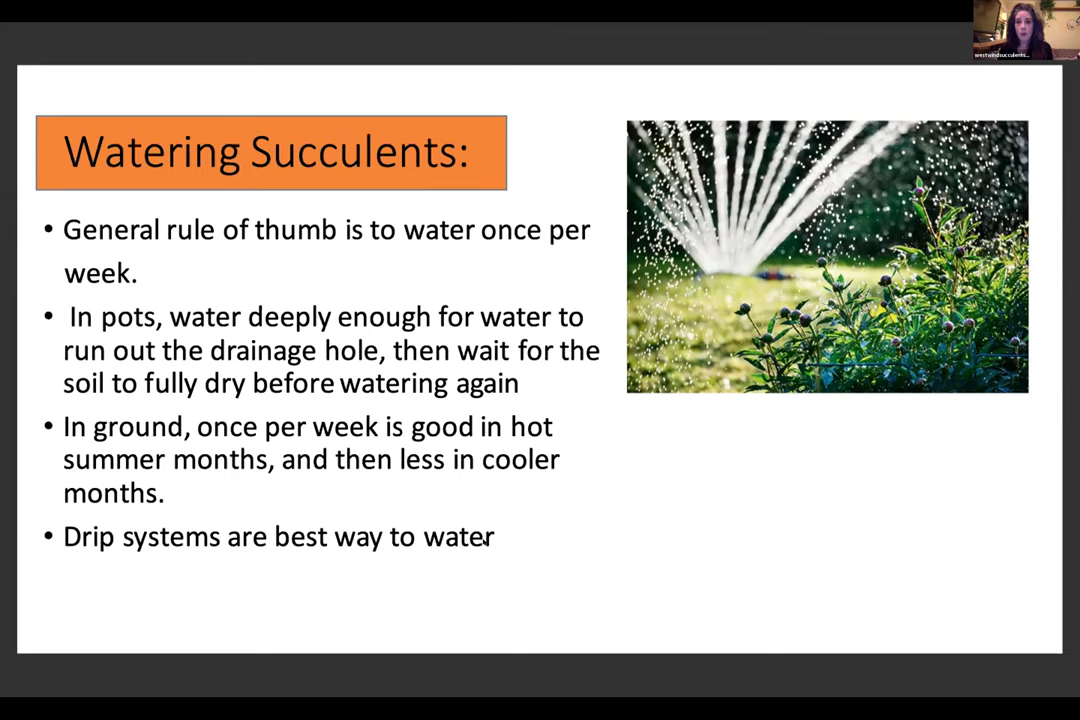 westwindsucculents...
Watering Succulents:
• General rule of thumb is to water once per
week.
• In pots, water deeply enough for water to
run out the drainage hole, then wait for the
soil to fully dry before watering again
• In ground, once per week is good in hot
summer months, and then less in cooler
months.
• Drip systems are best way to water